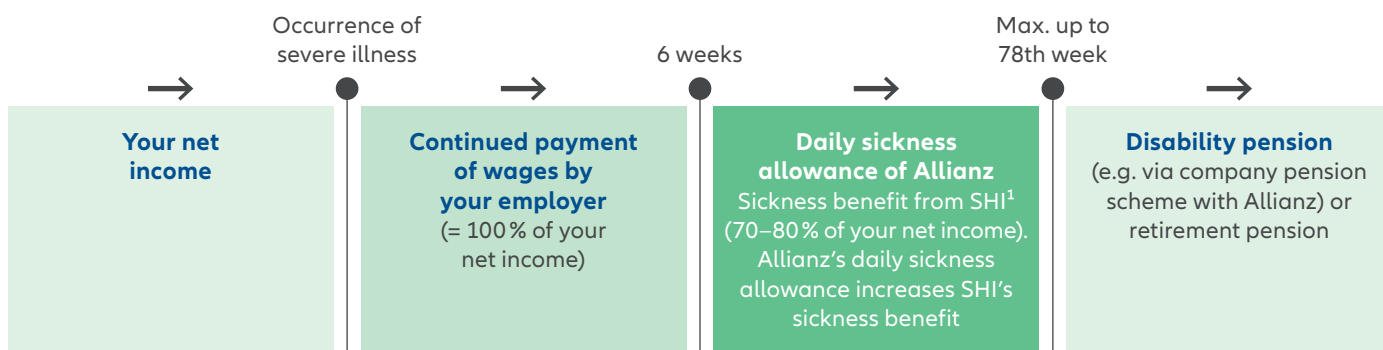 Occurrence of
severe illness
6 weeks
Max. up to
78th week
Your net
income
Continued payment
of wages by
your employer
(= 100 % of your
net income)
Daily sickness
allowance of Allianz
Sickness benefit from SHI¹
(70–80 % of your net income).
Allianz’s daily sickness
allowance increases SHI’s
sickness benefit
Disability pension
(e.g. via company pension
scheme with Allianz) or
retirement pension